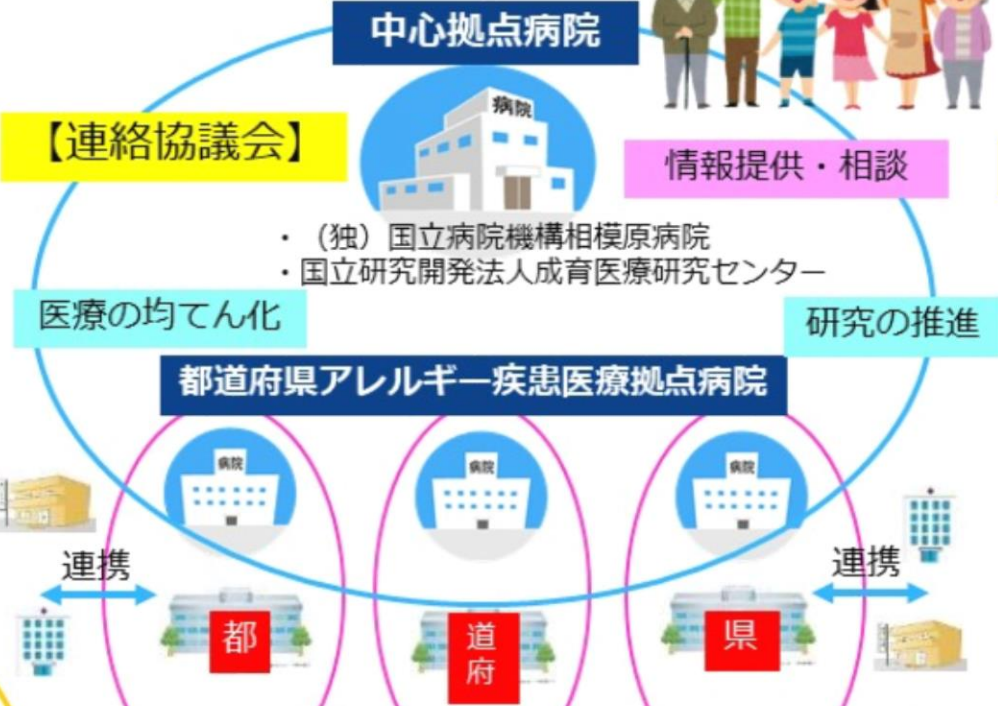 中心拠点病院
病院
【連絡協議会】
情報提供・相談
・（独）国立病院機構相模原病院
・国立研究開発法人成育医療研究センター
医療の均てん化
研究の推進
都道府県アレルギー疾患医療拠点病院
病院
病院
病院
連携
連携
都
道
府
県